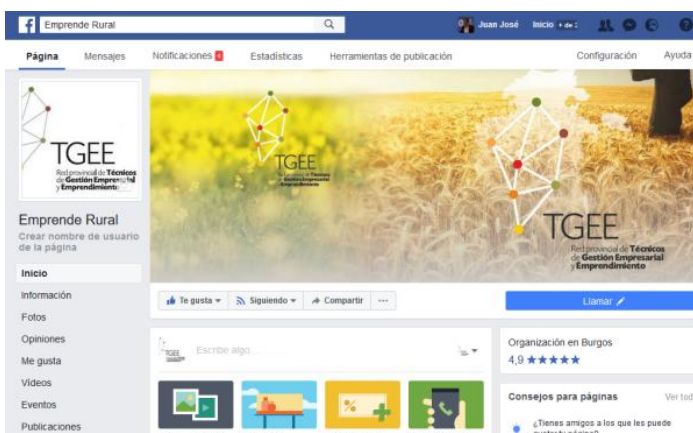 Emprende Rural
Juan José Inicio
Página Mensajes Notificaciones 4 Estadísticas Herramientas de publicación Configuración Ayuda
TGEE
Red provincial de Técnicos
de Gestión Empresarial
y Emprendimiento
TGEE
TGEE
Red provincial de Técnicos
de Gestión Empresarial
y Emprendimiento
Emprende Rural
Crear nombre de usuario
de la página
Inicio
Información
Fotos
Opiniones
Me gusta
Vídeos
Eventos
Publicaciones
Te gusta Siguiendo Compartir ...
Llamar
TGEE
Escribe algo...
Organización en Burgos
4,9 ★★★★★
Consejos para páginas Ver tod
¿Tienes amigos a los que les puede